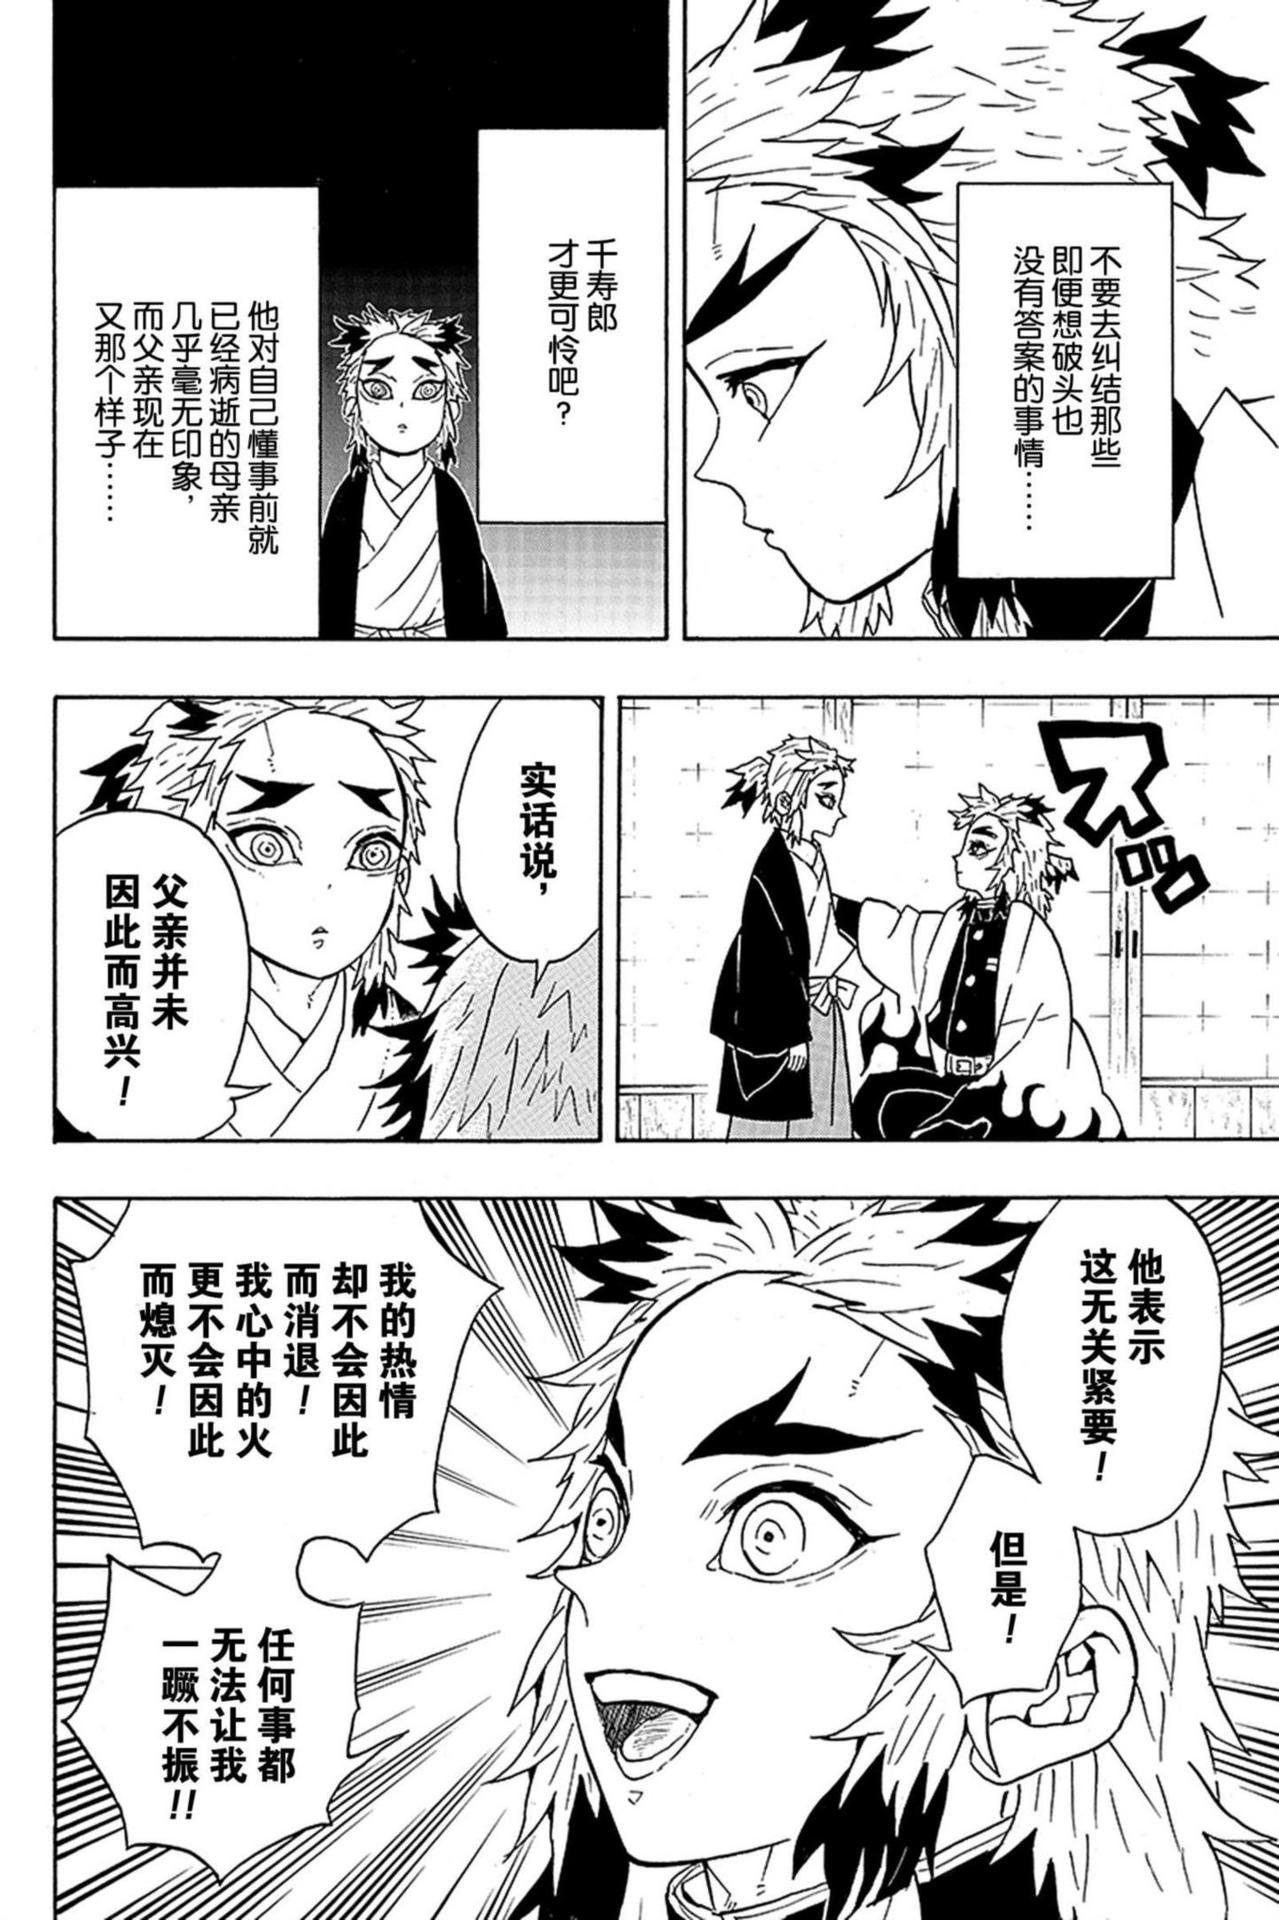 不要去纠结那些
即便想破头也
没有答案的事情……
千寿郎
才更可怜吧？
他对自己懂事前就
已经病逝的母亲
几乎毫无印象，
而父亲现在
又那个样子……
スッ
实话说，
父亲并未
因此而高兴！
他表示
这无关紧要！
但是！
我的热情
却不会因此
而消退！
我心中的火
更不会因此
而熄灭！
任何事都
无法让我
一蹶不振！！